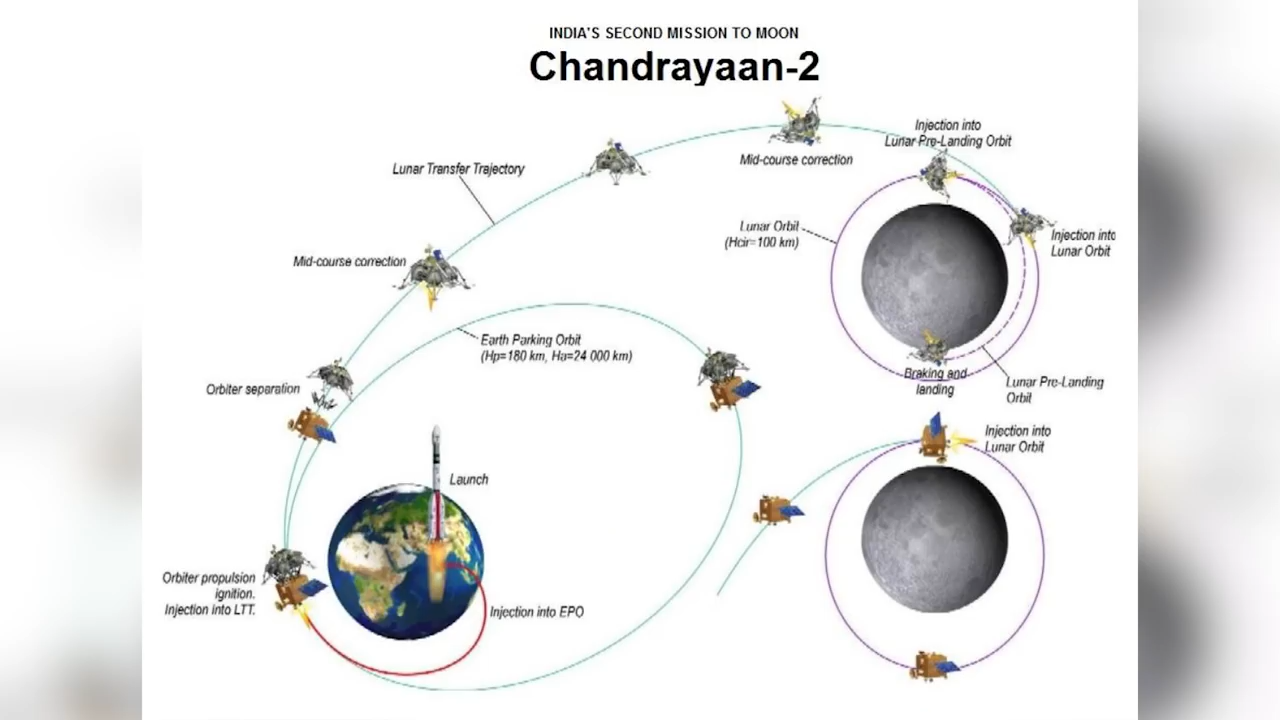 INDIA'S SECOND MISSION TO MOON
Chandrayaan-2
Injection into
Lunar Pre-Landing Orbit
Mid-course correction
Lunar Transfer Trajectory
Lunar Orbit
(Hcir=100 km)
Injection into
Lunar Orbit
Mid-course correction
Earth Parking Orbit
(Hp=180 km, Ha=24 000 km)
Orbiter separation
Braking and
landing
Lunar Pre-Landing
Orbit
Injection into
Lunar Orbit
Launch
Orbiter propulsion
ignition.
Injection into LTT.
Injection into EPO